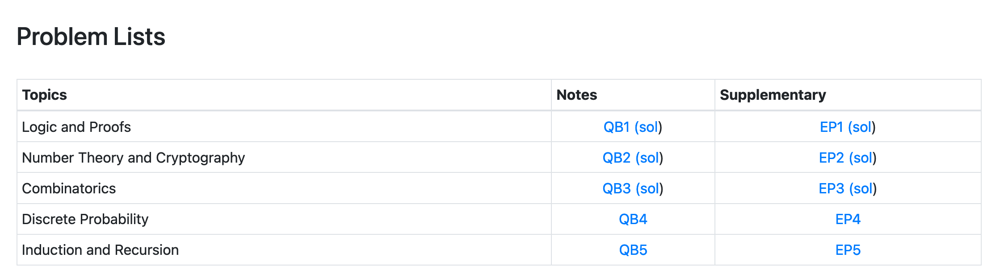 Problem Lists
Topics Notes Supplementary
Logic and Proofs QB1 (sol) EP1 (sol)
Number Theory and Cryptography QB2 (sol) EP2 (sol)
Combinatorics QB3 (sol) EP3 (sol)
Discrete Probability QB4 EP4
Induction and Recursion QB5 EP5